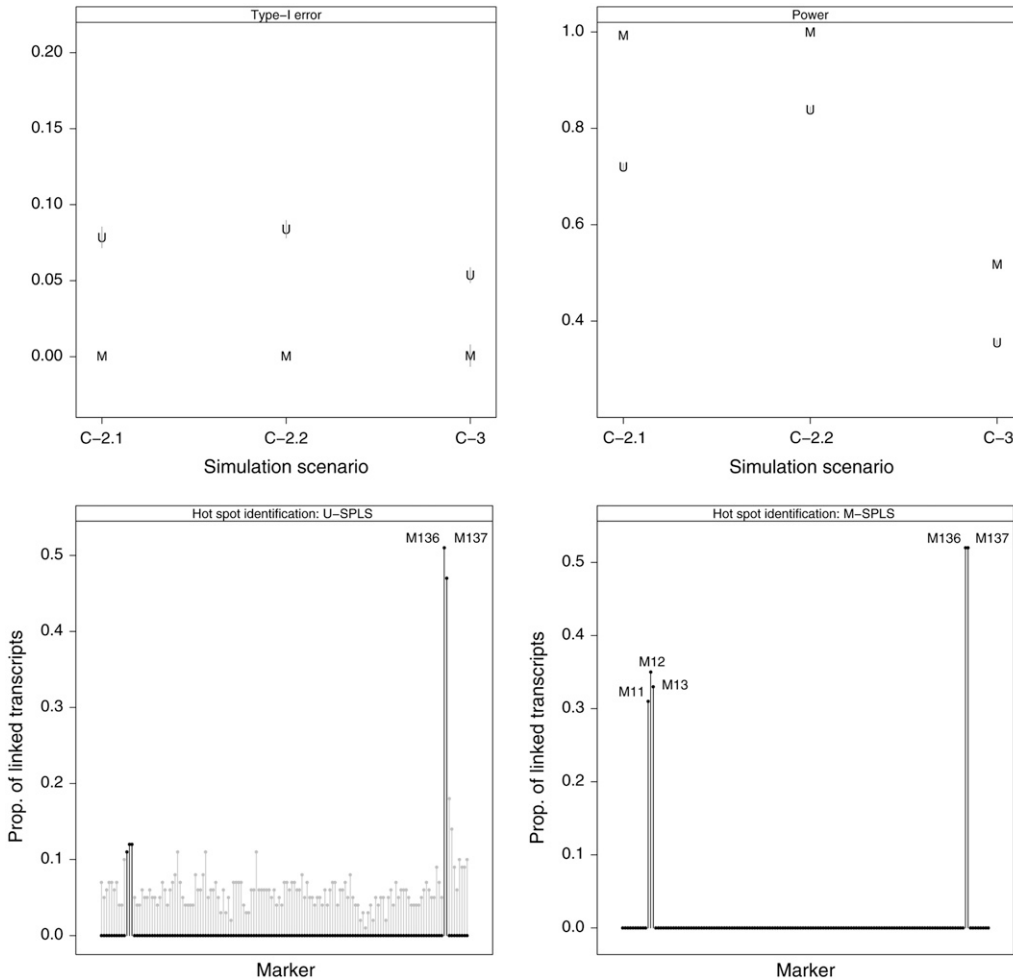 Type−I error
0.20
0.15
0.10
0.05
0.00
U
U
U
M
M
M
C−2.1
C−2.2
C−3
Simulation scenario
Power
1.0
0.8
0.6
0.4
M
M
U
U
M
U
C−2.1
C−2.2
C−3
Simulation scenario
Hot spot identification: U−SPLS
Prop. of linked transcripts
0.5
0.4
0.3
0.2
0.1
0.0
M136
M137
Marker
Hot spot identification: M−SPLS
Prop. of linked transcripts
0.5
0.4
0.3
0.2
0.1
0.0
M136
M137
M12
M11
M13
Marker